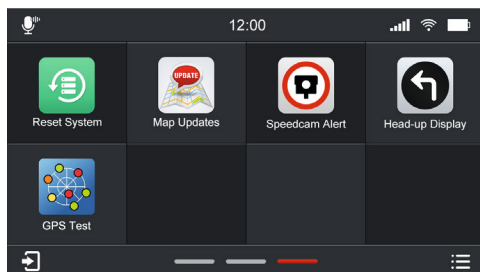 12:00
UPDATE
Reset System
Map Updates
Speedcam Alert
Head-up Display
GPS Test